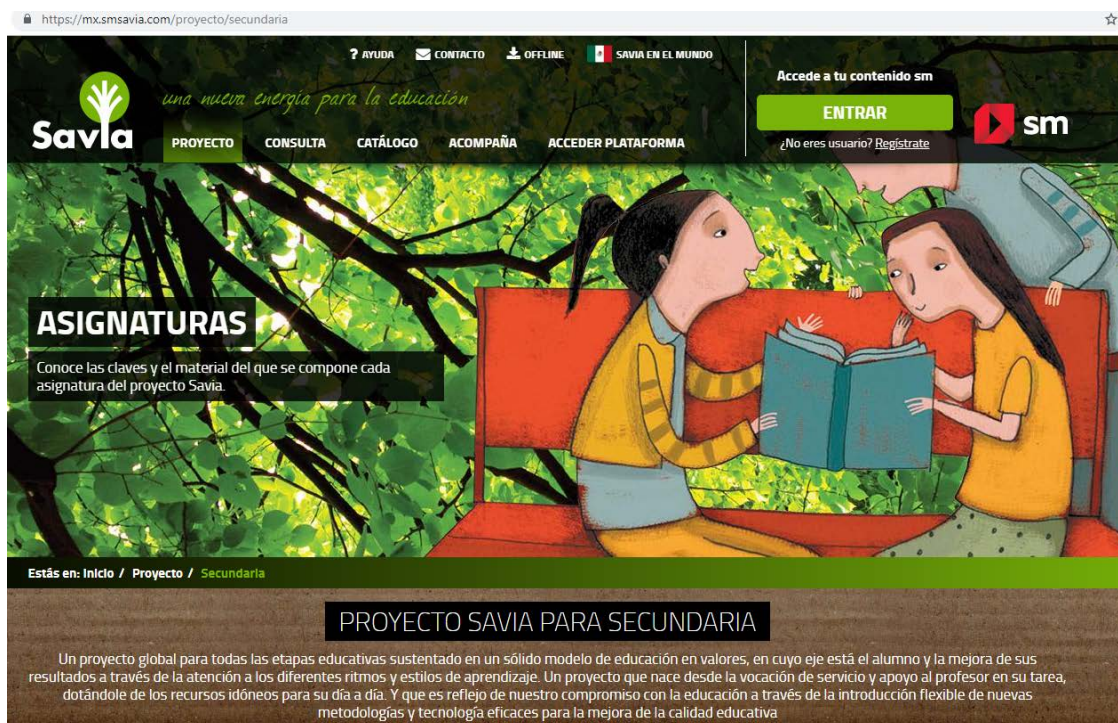 https://mx.smsavia.com/proyecto/secundaria
? AYUDA CONTACTO OFFLINE SAVIA EN EL MUNDO
Savia
una nueva energía para la educación
PROYECTO CONSULTA CATÁLOGO ACOMPAÑA ACCEDER PLATAFORMA
Accede a tu contenido sm
ENTRAR
¿No eres usuario? Regístrate
sm
ASIGNATURAS
Conoce las claves y el material del que se compone cada
asignatura del proyecto Savia.
Estás en: Inicio / Proyecto / Secundaria
PROYECTO SAVIA PARA SECUNDARIA
Un proyecto global para todas las etapas educativas sustentado en un sólido modelo de educación en valores, en cuyo eje está el alumno y la mejora de sus
resultados a través de la atención a los diferentes ritmos y estilos de aprendizaje. Un proyecto que nace desde la vocación de servicio y apoyo al profesor en su tarea,
dotándole de los recursos idóneos para su día a día. Y que es reflejo de nuestro compromiso con la educación a través de la introducción flexible de nuevas
metodologías y tecnología eficaces para la mejora de la calidad educativa